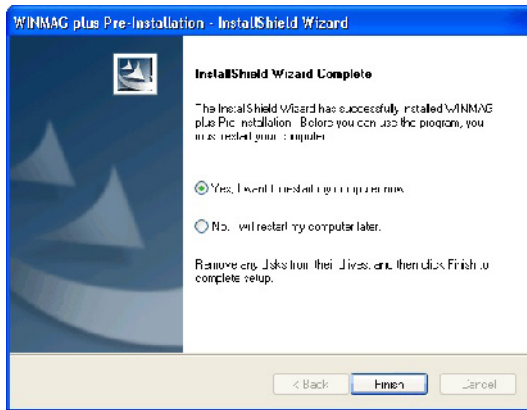 WINMAG plus Pre-Installation - InstallShield Wizard
InstallShield Wizard Complete
The InstallShield Wizard has successfully installed WINMAG
plus Pre-Installation. Before you can use the program, you
must restart your computer.
Yes, I want to restart my computer now.
No, I will restart my computer later.
Remove any disks from their drives, and then click Finish to
complete setup.
< Back
Finish
Cancel